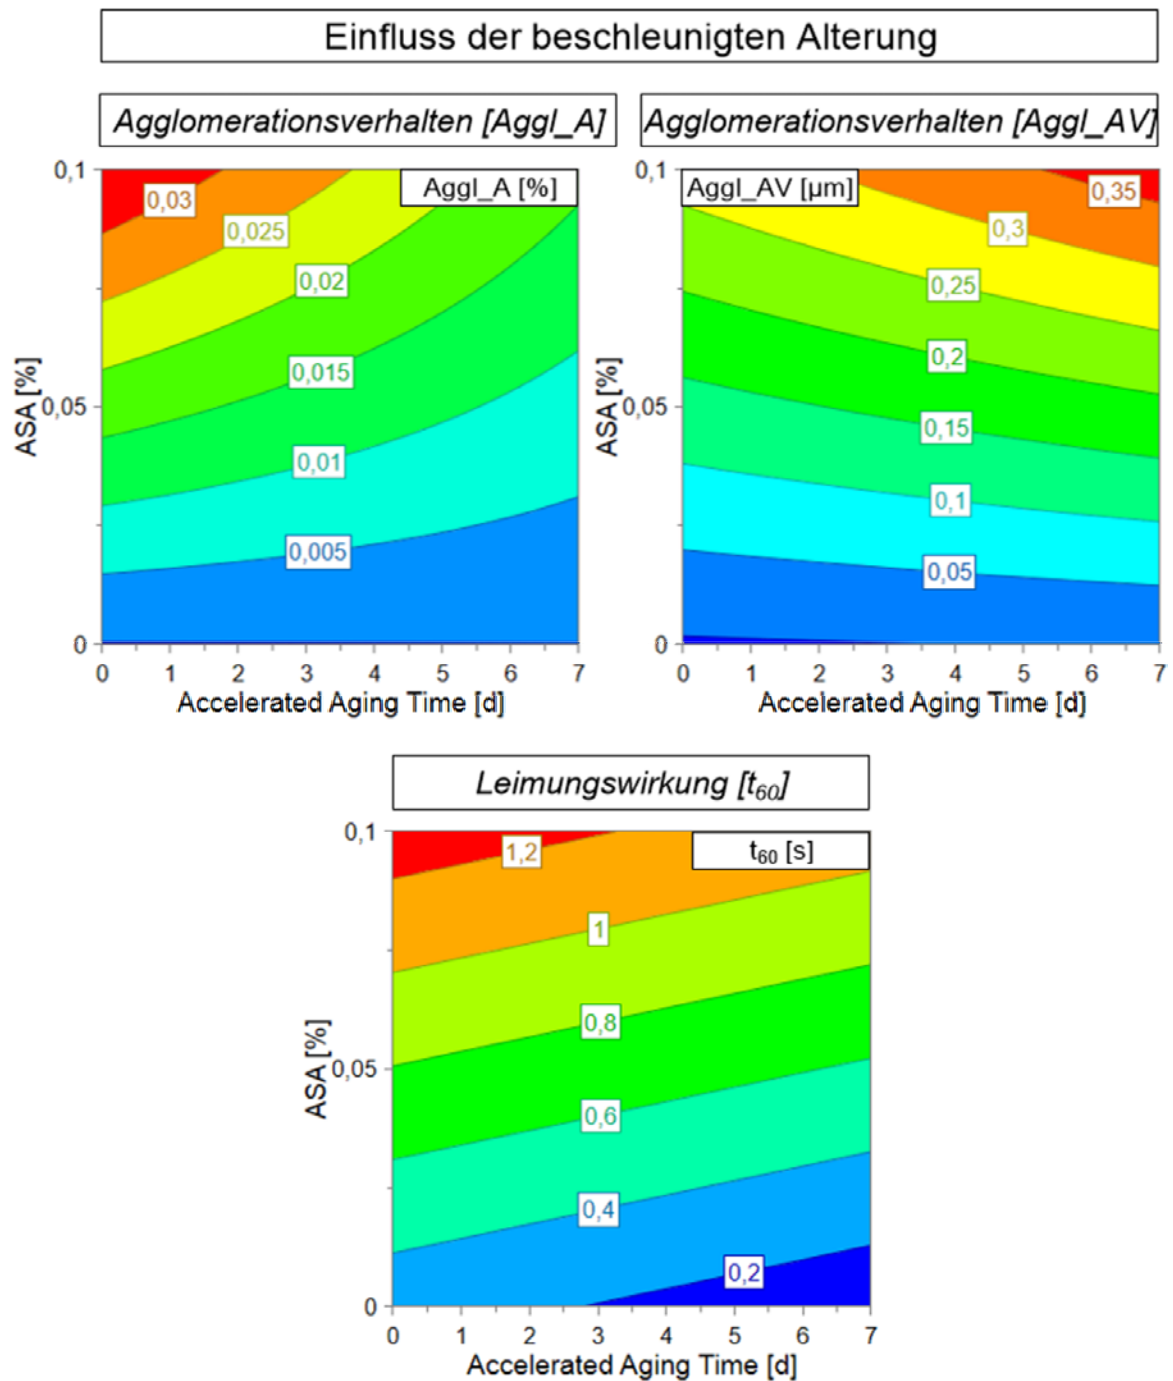 Einfluss der beschleunigten Alterung
Agglomerationsverhalten [Aggl_A]
Agglomerationsverhalten [Aggl_AV]
Aggl_A [%]
0,1
0,05
0
ASA [%]
0,03
0,025
0,02
0,015
0,01
0,005
0 1 2 3 4 5 6 7
Accelerated Aging Time [d]
Aggl_AV [µm]
0,1
0,05
0
ASA [%]
0,35
0,3
0,25
0,2
0,15
0,1
0,05
0 1 2 3 4 5 6 7
Accelerated Aging Time [d]
Leimungswirkung [t60]
t60 [s]
0,1
0,05
0
ASA [%]
1,2
1
0,8
0,6
0,4
0,2
0 1 2 3 4 5 6 7
Accelerated Aging Time [d]